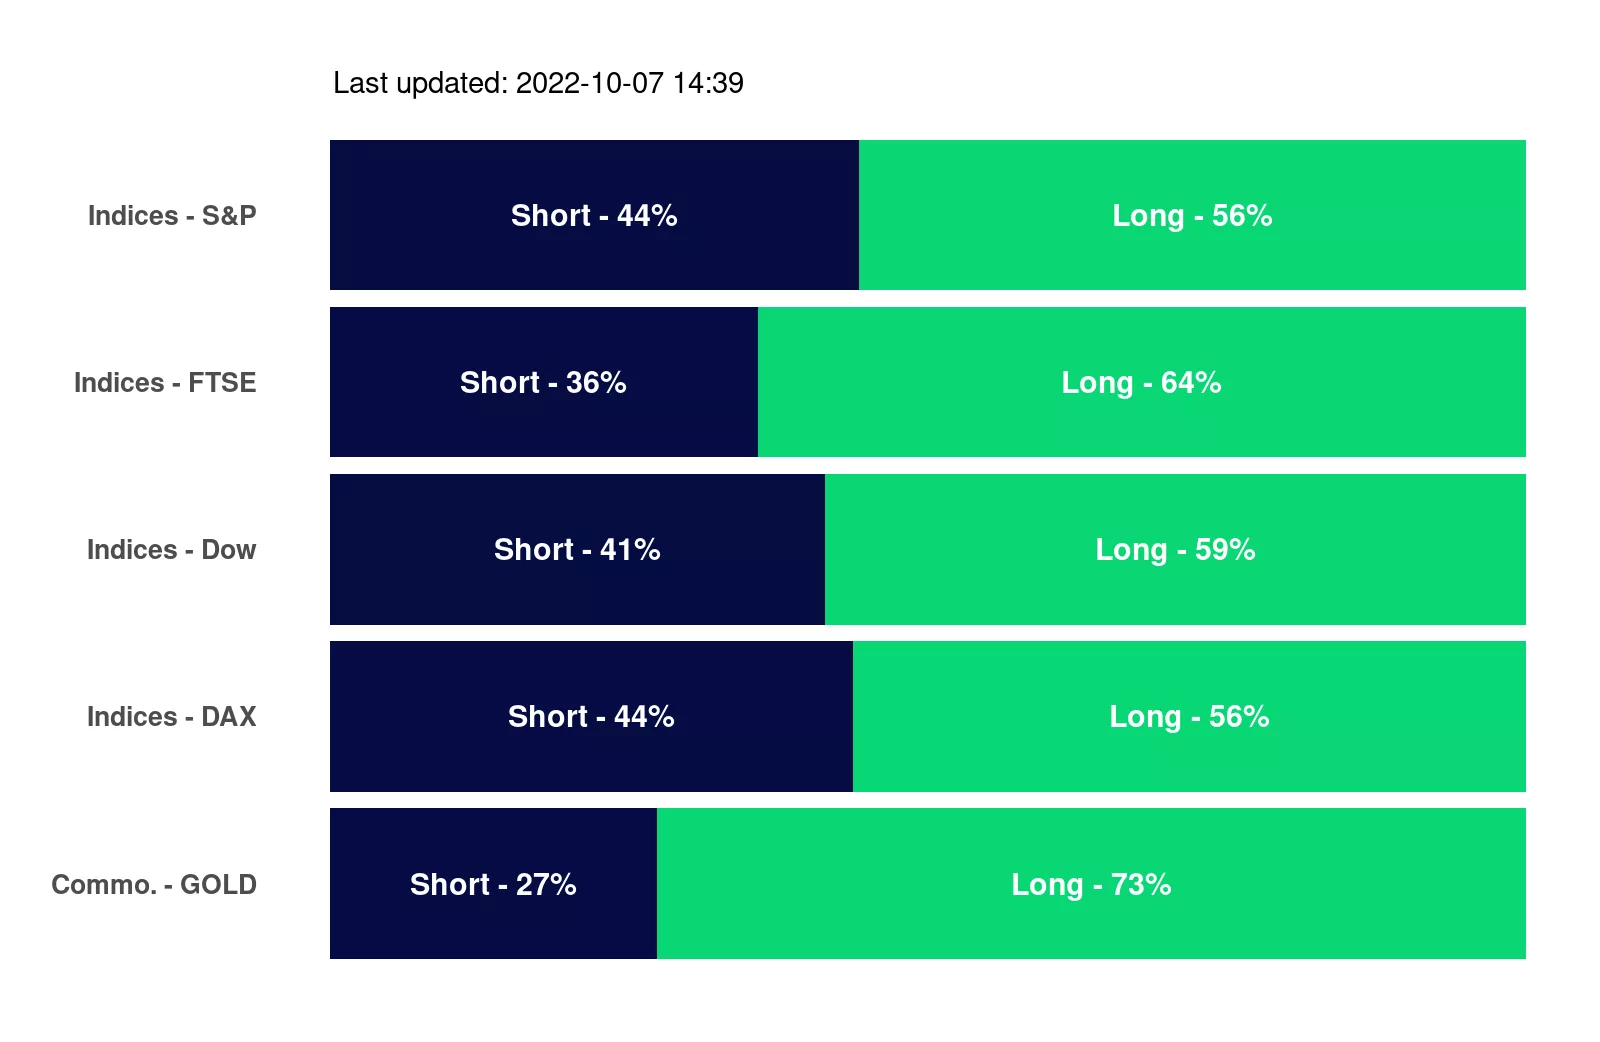 Last updated: 2022-10-07 14:39
Indices - S&P Short - 44% Long - 56%
Indices - FTSE Short - 36% Long - 64%
Indices - Dow Short - 41% Long - 59%
Indices - DAX Short - 44% Long - 56%
Commo. - GOLD Short - 27% Long - 73%